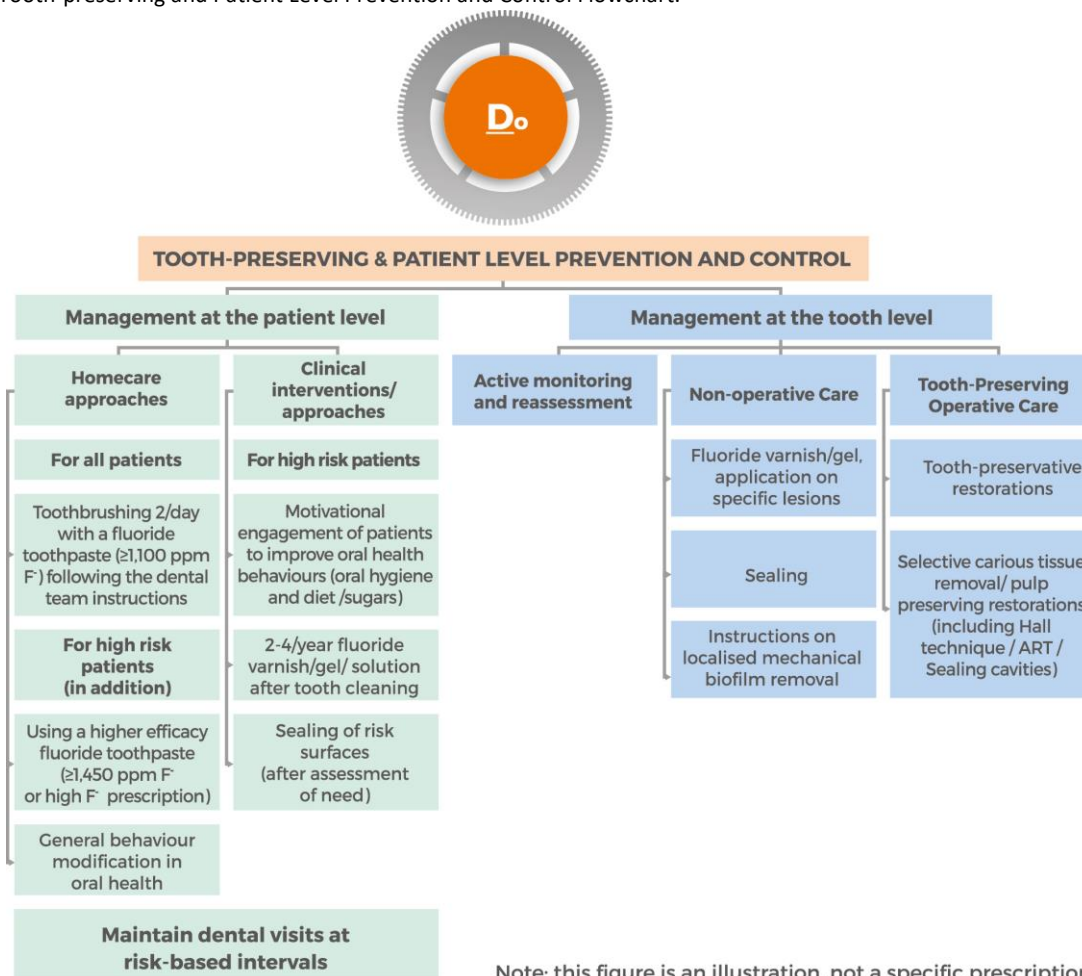 Tooth-preserving and Patient Level Prevention and Control Flowchart.
Do
TOOTH-PRESERVING & PATIENT LEVEL PREVENTION AND CONTROL
Management at the patient level
Homecare
approaches
For all patients
Toothbrushing 2/day
with a fluoride
toothpaste (≥1,100 ppm
F⁻) following the dental
team instructions
For high risk
patients
(in addition)
Using a higher efficacy
fluoride toothpaste
(≥1,450 ppm F⁻
or high F⁻ prescription)
General behaviour
modification in
oral health
Clinical
interventions/
approaches
For high risk patients
Motivational
engagement of patients
to improve oral health
behaviours (oral hygiene
and diet /sugars)
2-4/year fluoride
varnish/gel/ solution
after tooth cleaning
Sealing of risk
surfaces
(after assessment
of need)
Maintain dental visits at
risk-based intervals
Management at the tooth level
Active monitoring
and reassessment
Non-operative Care
Fluoride varnish/gel,
application on
specific lesions
Sealing
Instructions on
localised mechanical
biofilm removal
Tooth-Preserving
Operative Care
Tooth-preservative
restorations
Selective carious tissue
removal/ pulp
preserving restorations
(including Hall
technique / ART /
Sealing cavities)
Note: this figure is an illustration, not a specific prescription